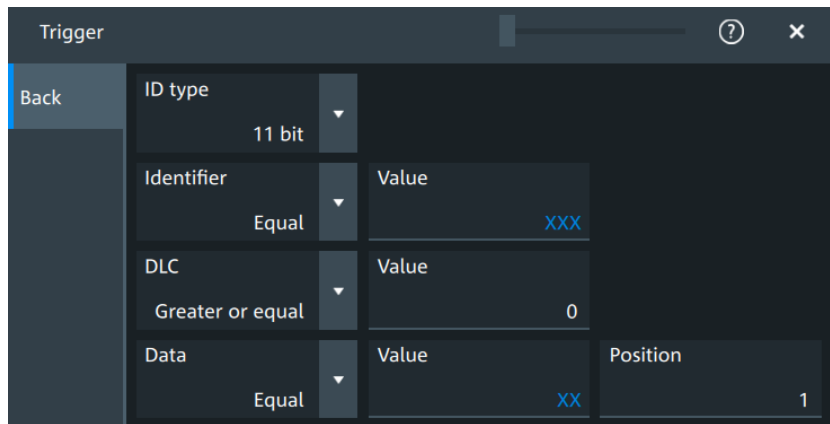 Trigger ? ×
Back
ID type
11 bit
Identifier Value
Equal XXX
DLC Value
Greater or equal 0
Data Value Position
Equal XX 1